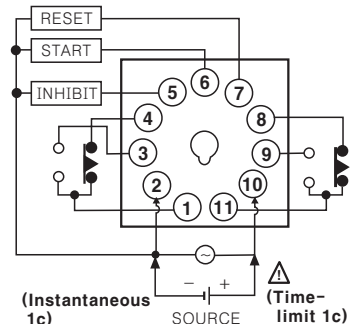 RESET
START
INHIBIT
6
5
7
4
8
3
9
2
10
1
11
~
− +
(Instantaneous
1c)
SOURCE
!
(Time-
limit 1c)